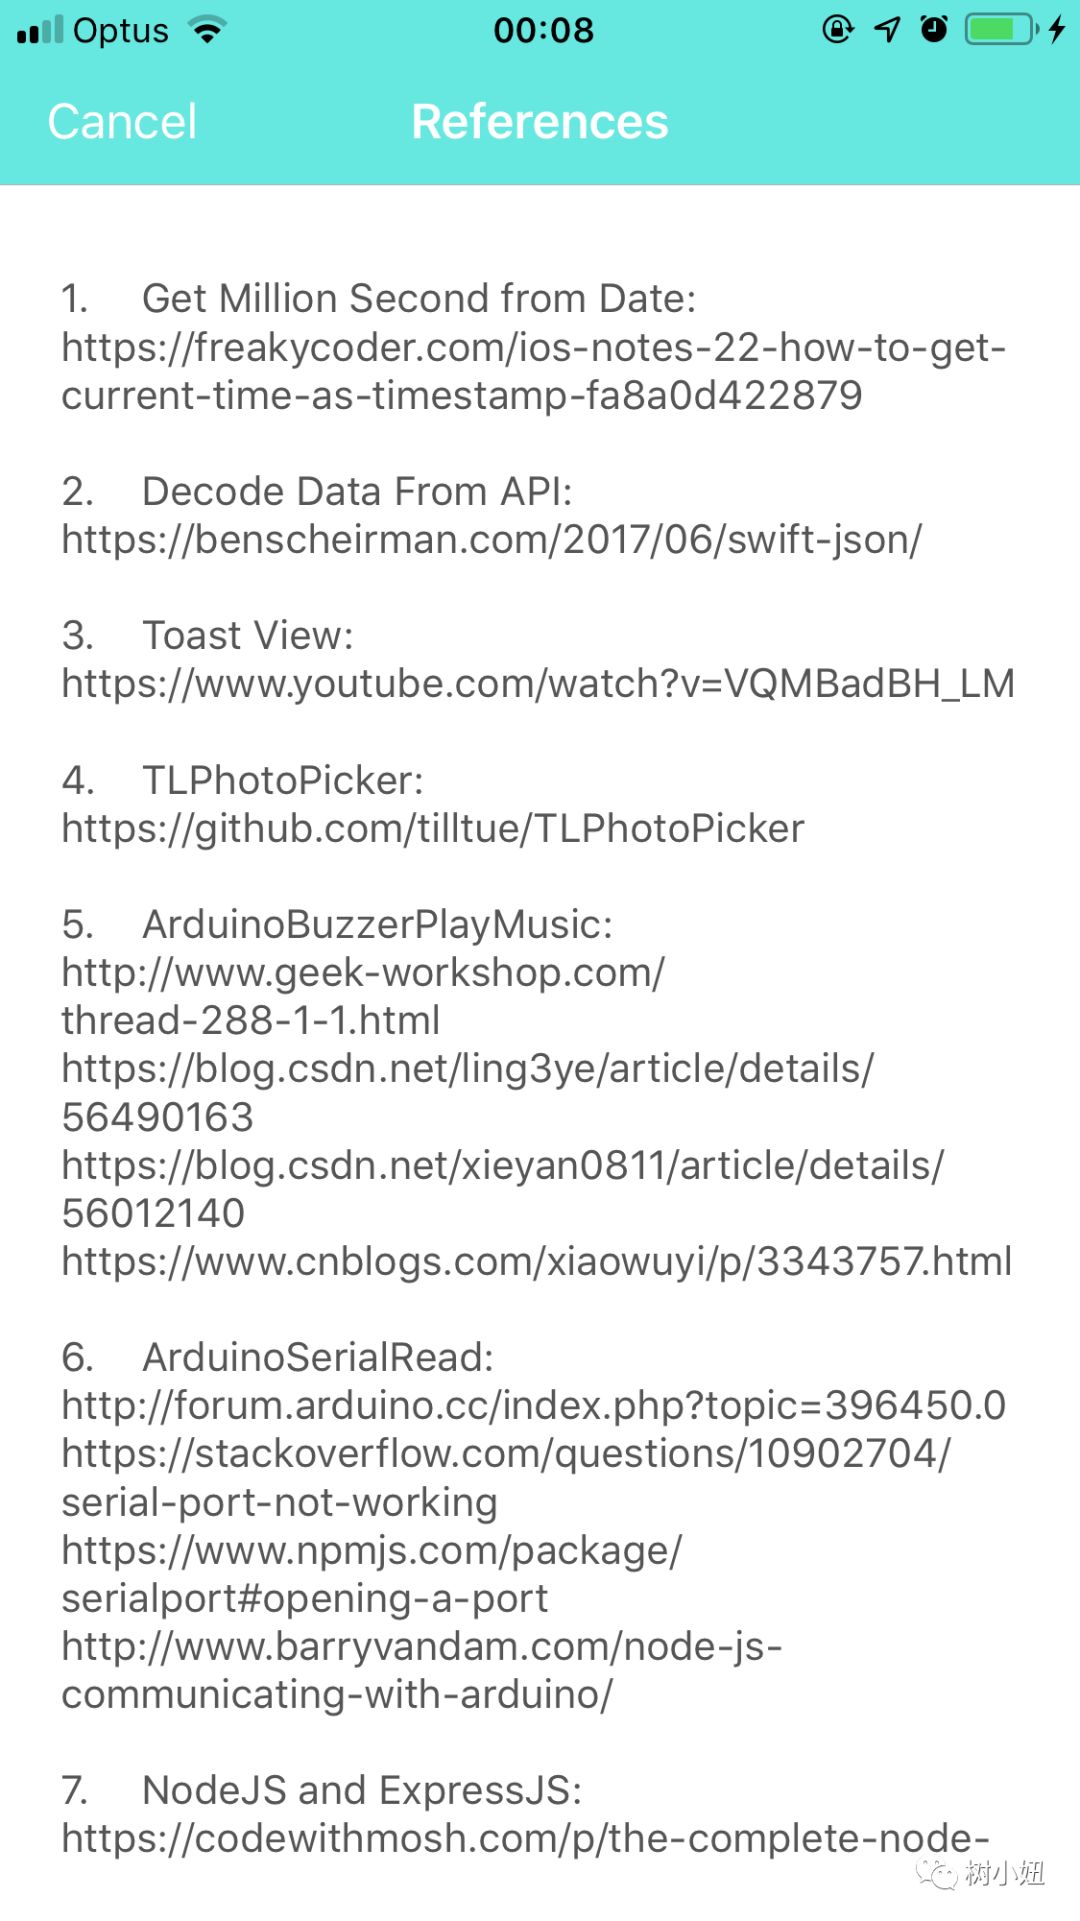 Optus
00:08
Cancel
References
1. Get Million Second from Date:
https://freakycoder.com/ios-notes-22-how-to-get-
current-time-as-timestamp-fa8a0d422879
2. Decode Data From API:
https://benscheirman.com/2017/06/swift-json/
3. Toast View:
https://www.youtube.com/watch?v=VQMBadBH_LM
4. TLPhotoPicker:
https://github.com/tilltue/TLPhotoPicker
5. ArduinoBuzzerPlayMusic:
http://www.geek-workshop.com/
thread-288-1-1.html
https://blog.csdn.net/ling3ye/article/details/
56490163
https://blog.csdn.net/xieyan0811/article/details/
56012140
https://www.cnblogs.com/xiaowuyi/p/3343757.html
6. ArduinoSerialRead:
http://forum.arduino.cc/index.php?topic=396450.0
https://stackoverflow.com/questions/10902704/
serial-port-not-working
https://www.npmjs.com/package/
serialport#opening-a-port
http://www.barryvandam.com/node-js-
communicating-with-arduino/
7. NodeJS and ExpressJS:
https://codewithmosh.com/p/the-complete-node-
树小妞